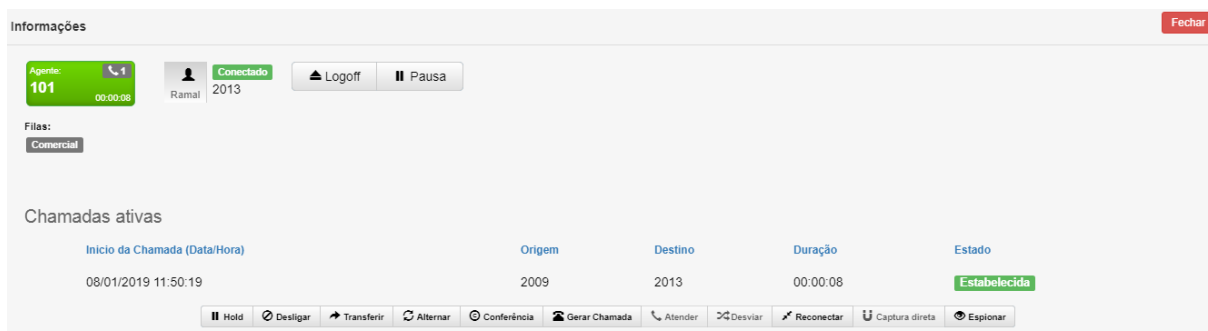 Informações
Fechar
Agente: 1
101
00:00:08
Ramal
Conectado
2013
Logoff Pausa
Filas:
Comercial
Chamadas ativas
Inicio da Chamada (Data/Hora) Origem Destino Duração Estado
08/01/2019 11:50:19 2009 2013 00:00:08 Estabelecida
Hold Desligar Transferir Alternar Conferência Gerar Chamada Atender Desviar Reconectar Captura direta Espionar